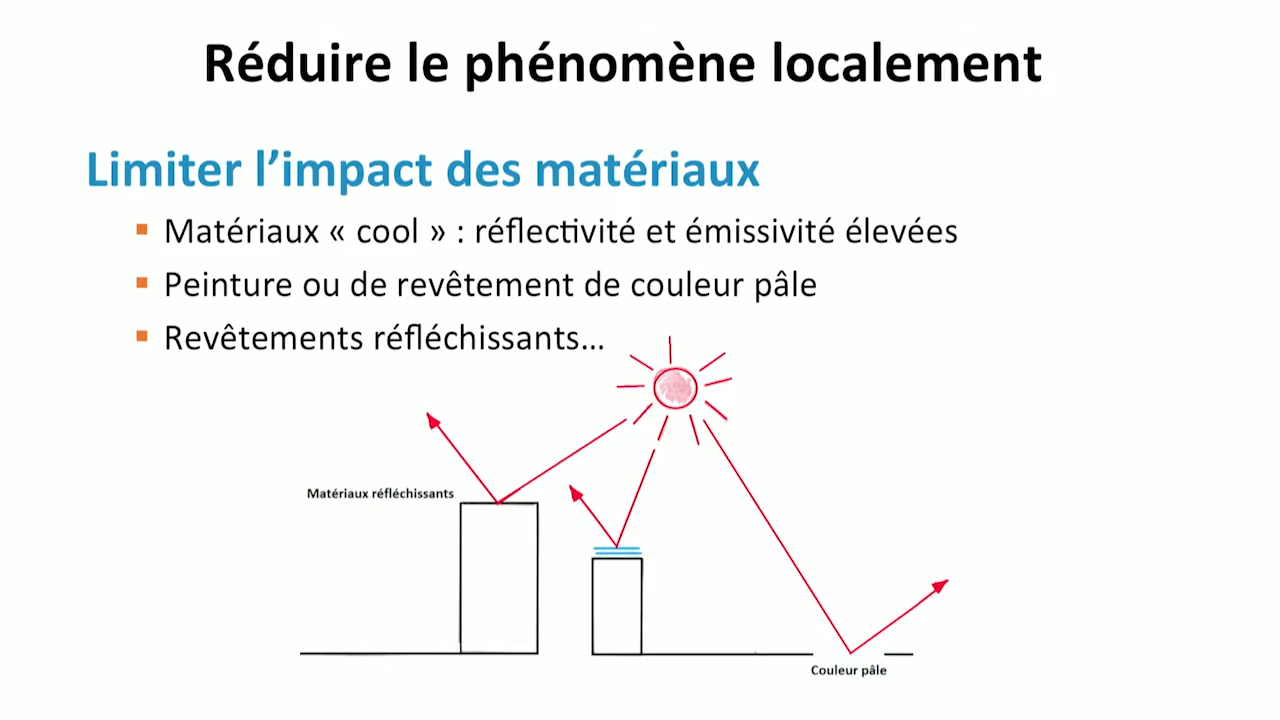 Réduire le phénomène localement
Limiter l’impact des matériaux
Matériaux « cool » : réflectivité et émissivité élevées
Peinture ou de revêtement de couleur pâle
Revêtements réfléchissants…
Matériaux réfléchissants
Couleur pâle